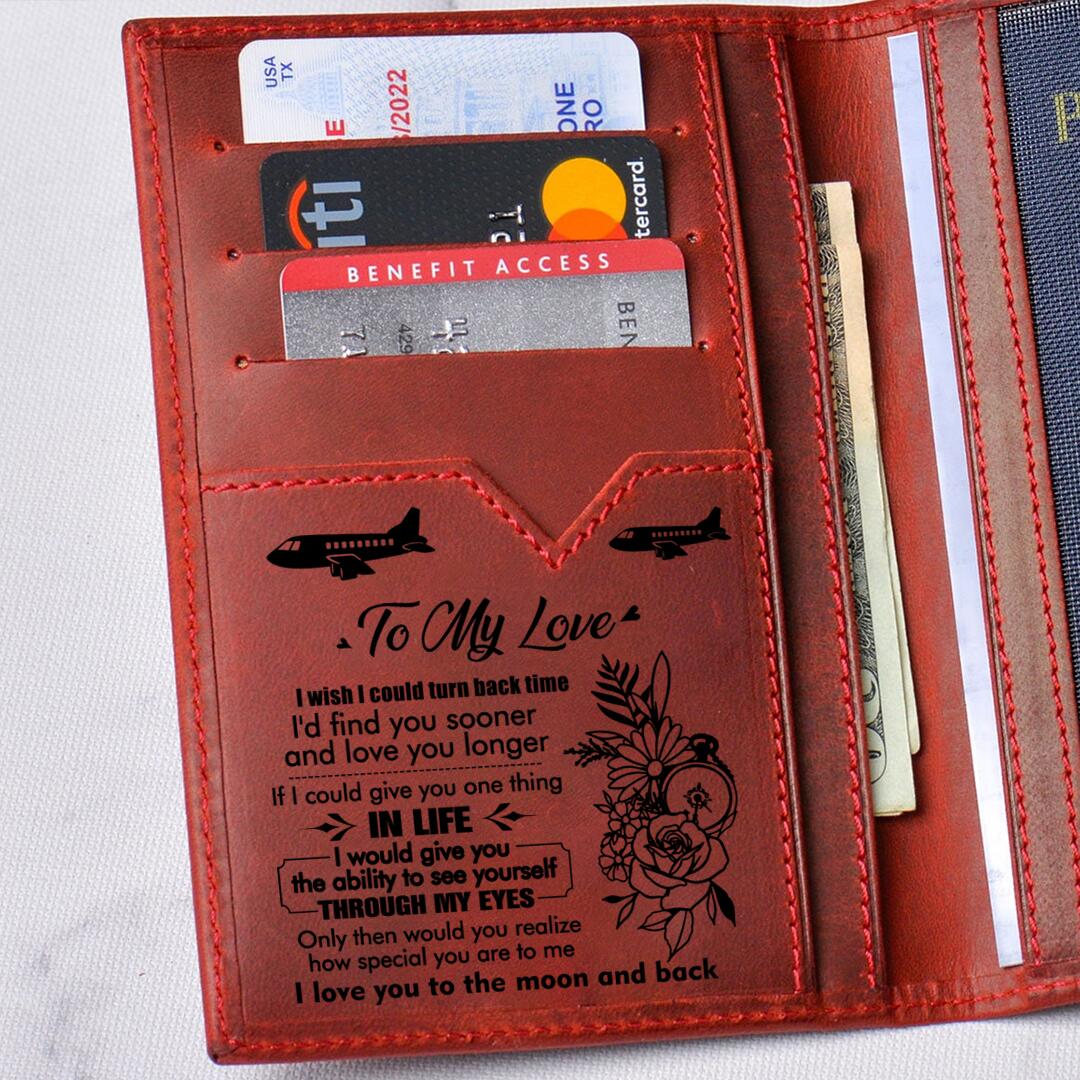 USA
TX
/2022
ONE
RO
iti
tercard.
BENEFIT ACCESS
BEN
429
To My Love
I wish I could turn back time
I'd find you sooner
and love you longer
If I could give you one thing
IN LIFE
I would give you
the ability to see yourself
THROUGH MY EYES
Only then would you realize
how special you are to me
I love you to the moon and back